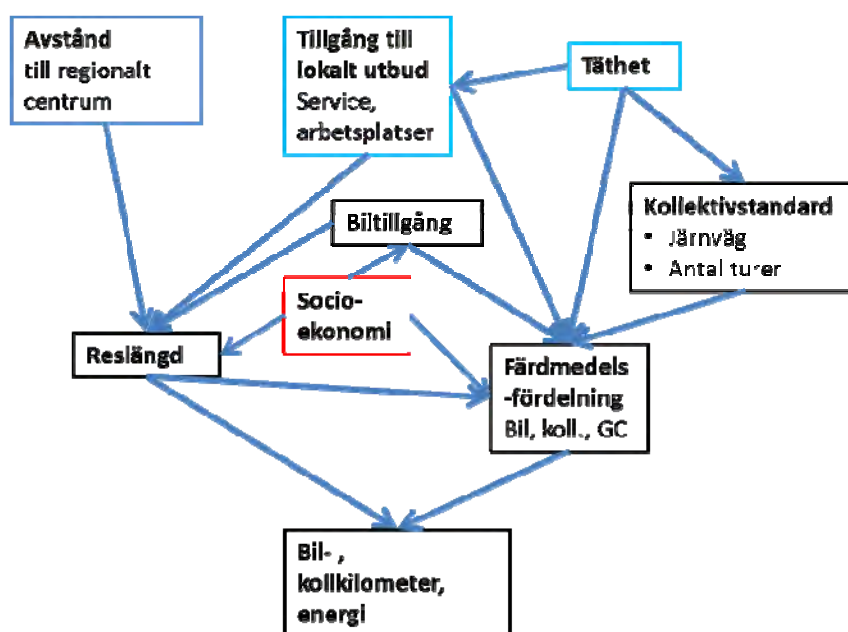 Avstånd
till regionalt
centrum
Tillgång till
lokalt utbud
Service,
arbetsplatser
Täthet
Kollektivstandard
• Järnväg
• Antal turer
Biltillgång
Socio-
ekonomi
Reslängd
Färdmedels
-fördelning
Bil, koll., GC
Bil- ,
kollkilometer,
energi